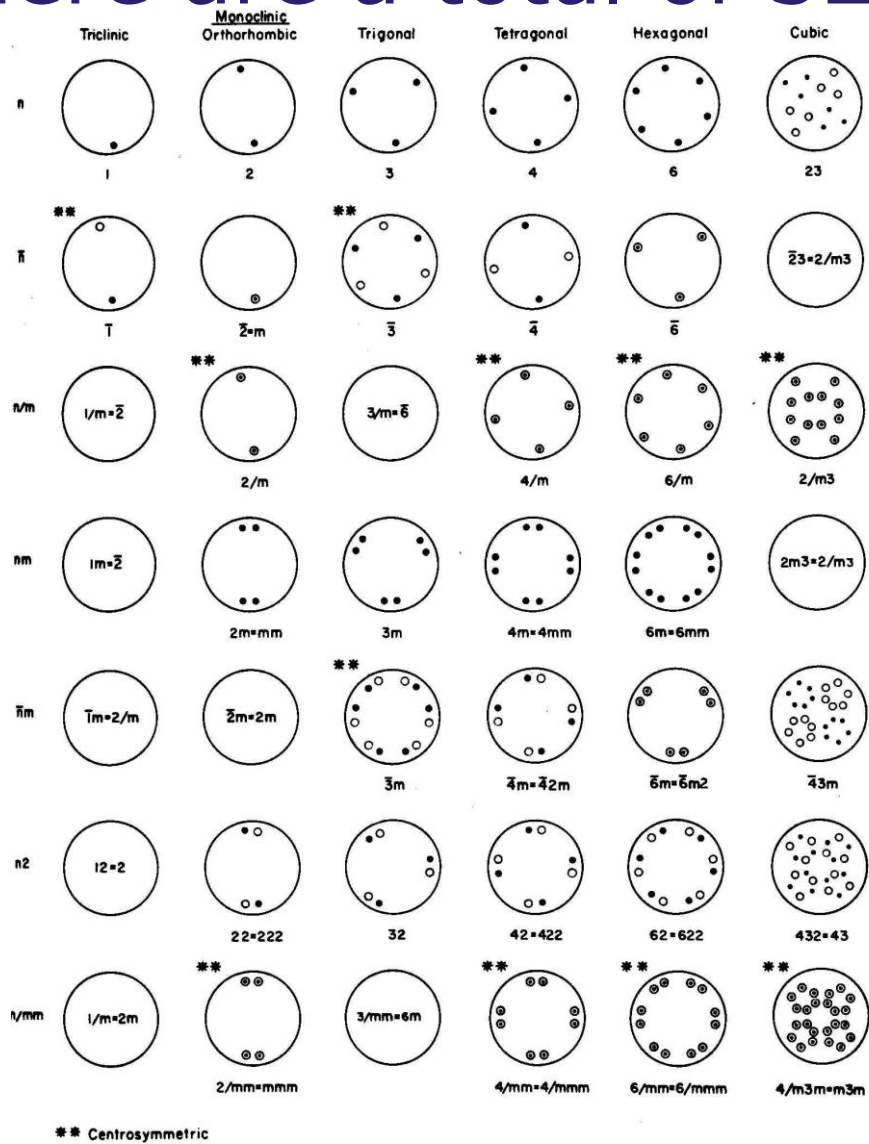 Monoclinic
Triclinic Orthorhombic Trigonal Tetragonal Hexagonal Cubic
n
1 2 3 4 6 23
** **
n̄ 2̄3=2/m3
1̄ 2̄=m 3̄ 4̄ 6̄
** ** ** **
n/m 1/m=2̄ 3/m=6̄
2/m 4/m 6/m 2/m3
nm 1m=2̄ 2m3=2/m3
2m=mm 3m 4m=4mm 6m=6mm
**
n̄m 1̄m=2/m 2̄m=2m
3̄m 4̄m=4̄2m 6̄m=6̄m2 4̄3m
n2 12=2
22=222 32 42=422 62=622 432=43
** ** ** **
n/mm 1/m=2m 3/mm=6m
2/mm=mmm 4/mm=4/mmm 6/mm=6/mmm 4/m3m=m3m
** Centrosymmetric